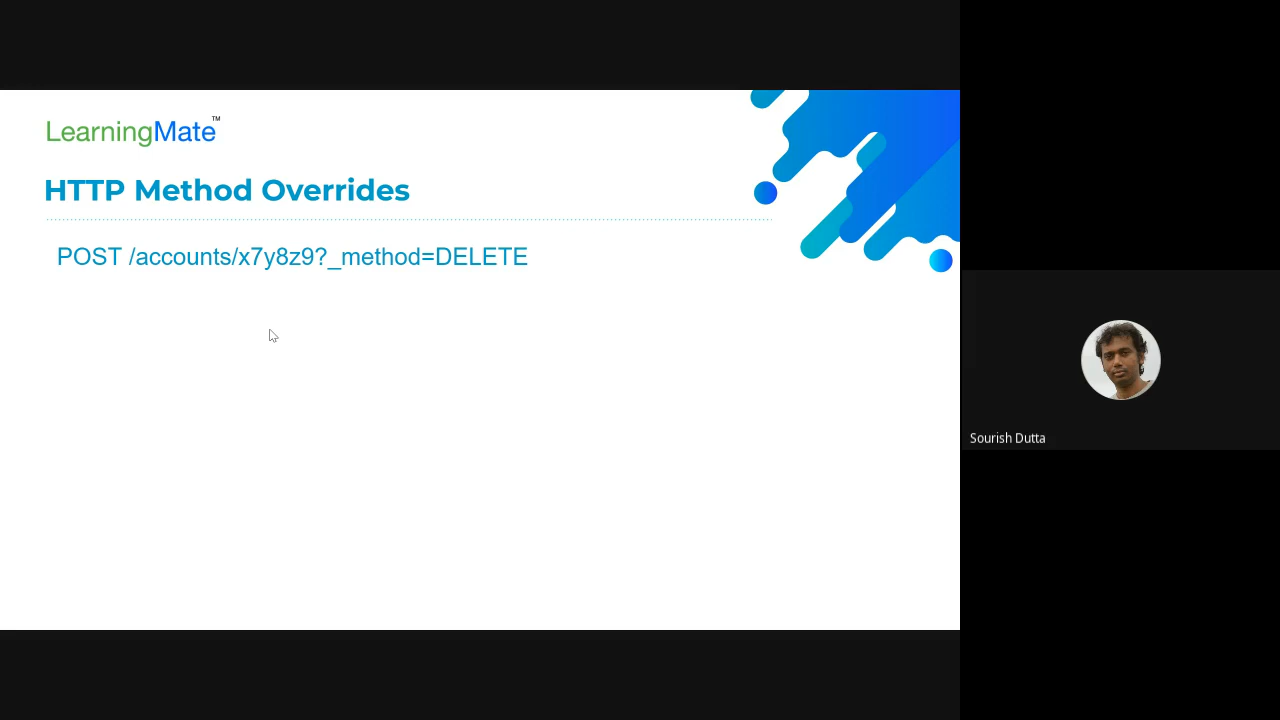 LearningMate™
HTTP Method Overrides
POST /accounts/x7y8z9?_method=DELETE
Sourish Dutta